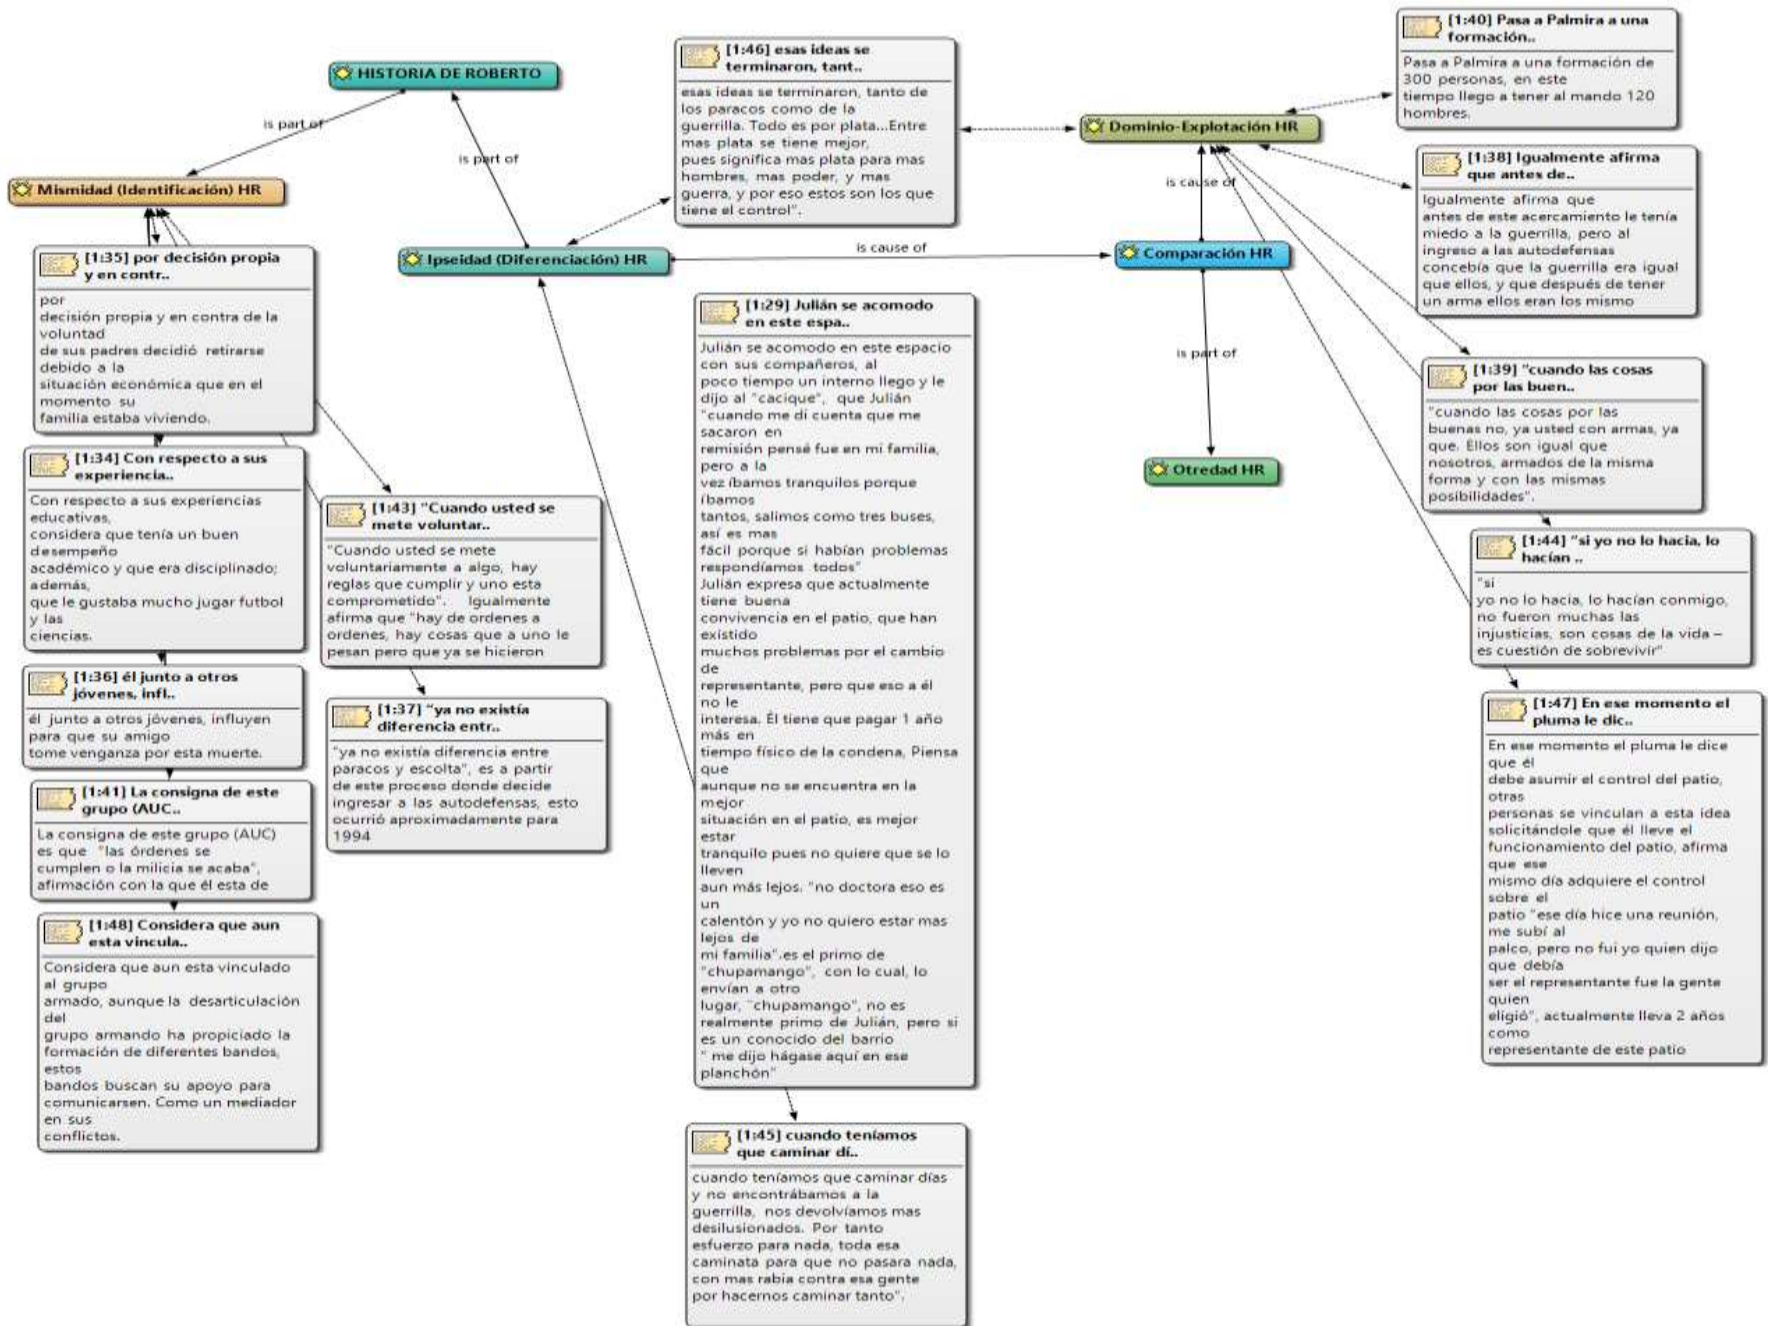 HISTORIA DE ROBERTO
is part of
is part of
Mismidad (Identificación) HR
[1:35] por decisión propia
y en contr..
por
decisión propia y en contra de la
voluntad
de sus padres decidió retirarse
debido a la
situación económica que en el
momento su
familia estaba viviendo.
[1:34] Con respecto a sus
experiencia..
Con respecto a sus experiencias
educativas,
considera que tenía un buen
desempeño
académico y que era disciplinado;
además,
que le gustaba mucho jugar futbol
y las
ciencias.
[1:36] él junto a otros
jóvenes, infl..
él junto a otros jóvenes, influyen
para que su amigo
tome venganza por esta muerte.
[1:41] La consigna de este
grupo (AUC..
La consigna de este grupo (AUC)
es que "las órdenes se
cumplen o la milicia se acaba",
afirmación con la que él esta de
[1:48] Considera que aun
esta vincula..
Considera que aun esta vinculado
al grupo
armado, aunque la desarticulación
del
grupo armando ha propiciado la
formación de diferentes bandos,
estos
bandos buscan su apoyo para
comunicarsen. Como un mediador
en sus
conflictos.
[1:43] "Cuando usted se
mete voluntar..
"Cuando usted se mete
voluntariamente a algo, hay
reglas que cumplir y uno esta
comprometido". Igualmente
afirma que "hay de ordenes a
ordenes, hay cosas que a uno le
pesan pero que ya se hicieron
[1:37] "ya no existía
diferencia entr..
"ya no existía diferencia entre
paracos y escolta", es a partir
de este proceso donde decide
ingresar a las autodefensas, esto
ocurrió aproximadamente para
1994
[1:46] esas ideas se
terminaron, tant..
esas ideas se terminaron, tanto de
los paracos como de la
guerrilla. Todo es por plata...Entre
mas plata se tiene mejor,
pues significa mas plata para mas
hombres, mas poder, y mas
guerra, y por eso estos son los que
tiene el control".
Ipseidad (Diferenciación) HR
is cause of
[1:29] Julián se acomodo
en este espa..
Julián se acomodo en este espacio
con sus compañeros, al
poco tiempo un interno llego y le
dijo al "cacique", que Julián
"cuando me di cuenta que me
sacaron en
remisión pensé fue en mi familia,
pero a la
vez íbamos tranquilos porque
íbamos
tantos, salimos como tres buses,
así es mas
fácil porque si habían problemas
respondíamos todos"
Julián expresa que actualmente
tiene buena
convivencia en el patio, que han
existido
muchos problemas por el cambio
de
representante, pero que eso a él
no le
interesa. Él tiene que pagar 1 año
más en
tiempo físico de la condena, Piensa
que
aunque no se encuentra en la
mejor
situación en el patio, es mejor
estar
tranquilo pues no quiere que se lo
lleven
aun más lejos. "no doctora eso es
un
calentón y yo no quiero estar mas
lejos de
mi familia".es el primo de
"chupamango", con lo cual, lo
envían a otro
lugar, "chupamango", no es
realmente primo de Julián, pero si
es un conocido del barrio
" me dijo hágase aquí en ese
planchón"
[1:45] cuando teníamos
que caminar dí..
cuando teníamos que caminar días
y no encontrábamos a la
guerrilla, nos devolvíamos mas
desilusionados. Por tanto
esfuerzo para nada, toda esa
caminata para que no pasara nada,
con mas rabia contra esa gente
por hacernos caminar tanto".
Dominio-Explotación HR
is cause of
Comparación HR
is part of
Otredad HR
[1:40] Pasa a Palmira a una
formación..
Pasa a Palmira a una formación de
300 personas, en este
tiempo llego a tener al mando 120
hombres.
[1:38] Igualmente afirma
que antes de..
Igualmente afirma que
antes de este acercamiento le tenía
miedo a la guerrilla, pero al
ingreso a las autodefensas
concebía que la guerrilla era igual
que ellos, y que después de tener
un arma ellos eran los mismo
[1:39] "cuando las cosas
por las buen..
"cuando las cosas por las
buenas no, ya usted con armas, ya
que. Ellos son igual que
nosotros, armados de la misma
forma y con las mismas
posibilidades".
[1:44] "si yo no lo hacia, lo
hacían ..
"si
yo no lo hacia, lo hacían conmigo,
no fueron muchas las
injusticias, son cosas de la vida –
es cuestión de sobrevivir"
[1:47] En ese momento el
pluma le dic..
En ese momento el pluma le dice
que él
debe asumir el control del patio,
otras
personas se vinculan a esta idea
solicitándole que él lleve el
funcionamiento del patio, afirma
que ese
mismo día adquiere el control
sobre el
patio "ese día hice una reunión,
me subí al
palco, pero no fui yo quien dijo
que debía
ser el representante fue la gente
quien
eligió", actualmente lleva 2 años
como
representante de este patio